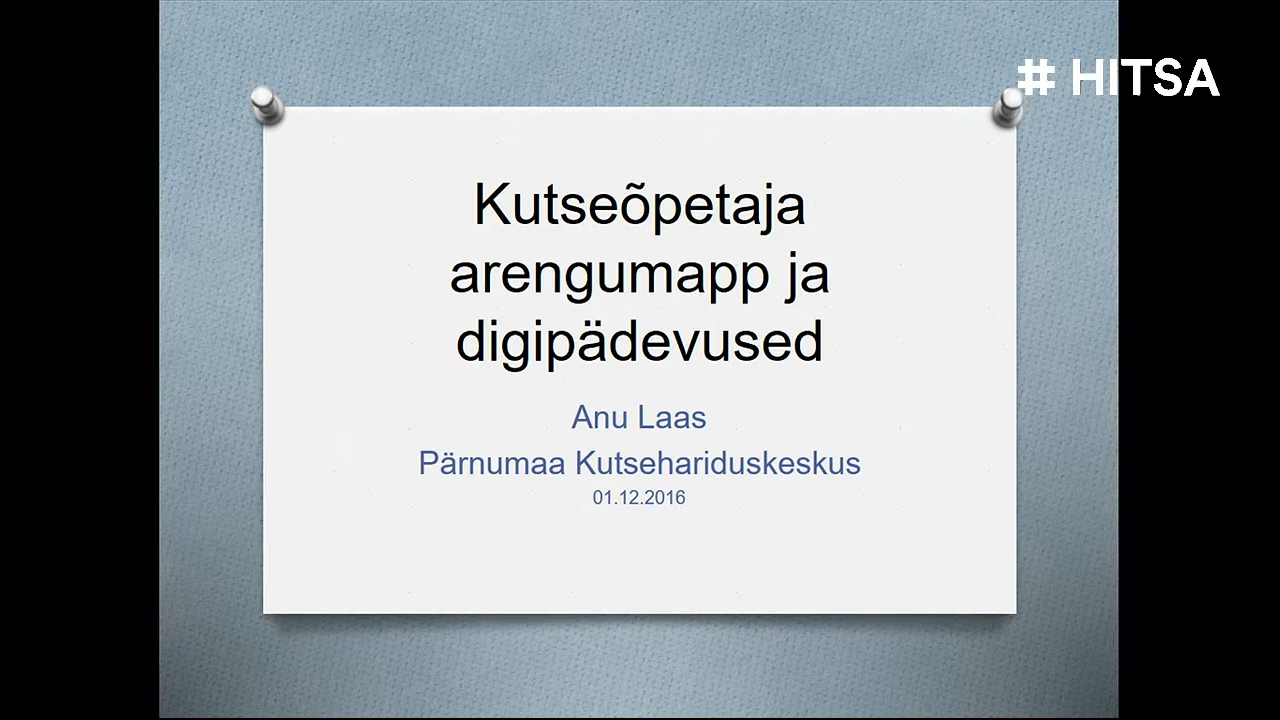 # HITSA
Kutseõpetaja
arengumapp ja
digipädevused
Anu Laas
Pärnumaa Kutsehariduskeskus
01.12.2016